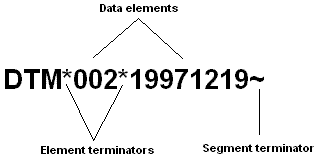 Data elements
DTM*002*19971219~
Element terminators
Segment terminator